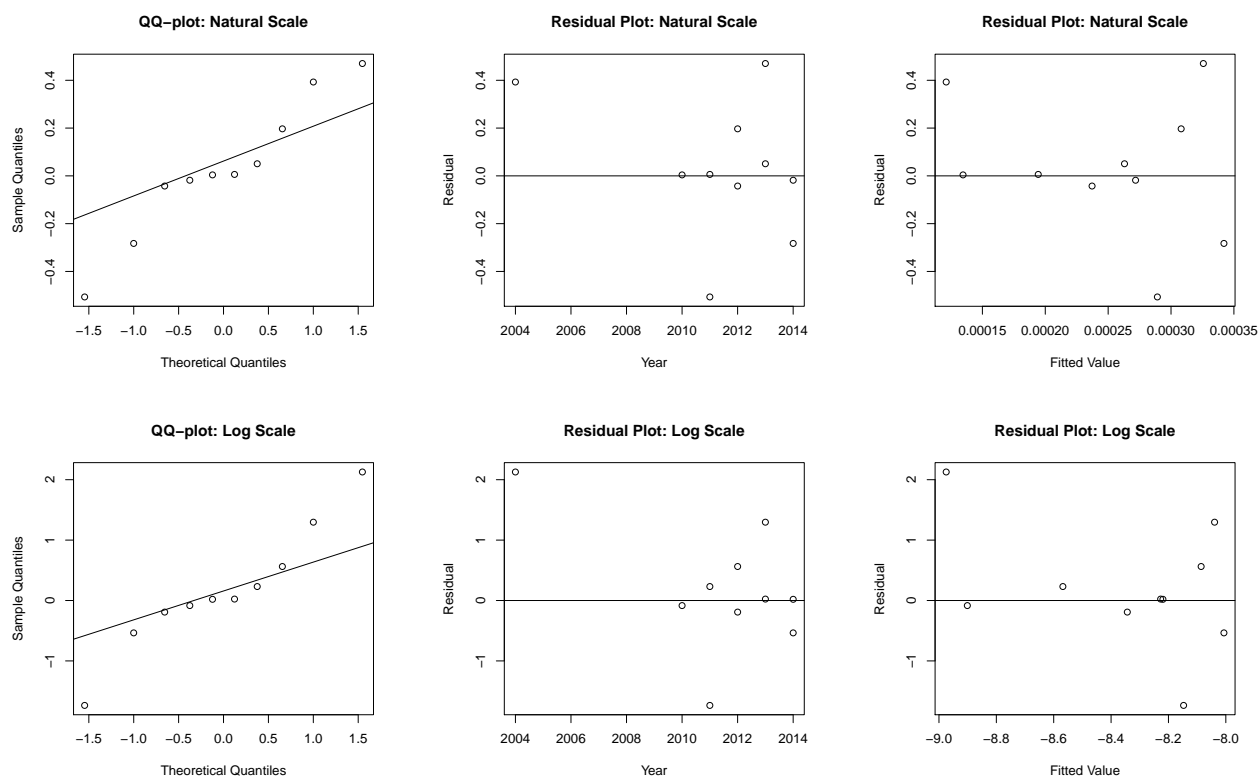 QQ−plot: Natural Scale
Sample Quantiles
0.4
0.2
0.0
−0.2
−0.4
−1.5 −1.0 −0.5 0.0 0.5 1.0 1.5
Theoretical Quantiles
Residual Plot: Natural Scale
Residual
0.4
0.2
0.0
−0.2
−0.4
2004 2006 2008 2010 2012 2014
Year
Residual Plot: Natural Scale
Residual
0.4
0.2
0.0
−0.2
−0.4
0.00015 0.00020 0.00025 0.00030 0.00035
Fitted Value
QQ−plot: Log Scale
Sample Quantiles
2
1
0
−1
−1.5 −1.0 −0.5 0.0 0.5 1.0 1.5
Theoretical Quantiles
Residual Plot: Log Scale
Residual
2
1
0
−1
2004 2006 2008 2010 2012 2014
Year
Residual Plot: Log Scale
Residual
2
1
0
−1
−9.0 −8.8 −8.6 −8.4 −8.2 −8.0
Fitted Value